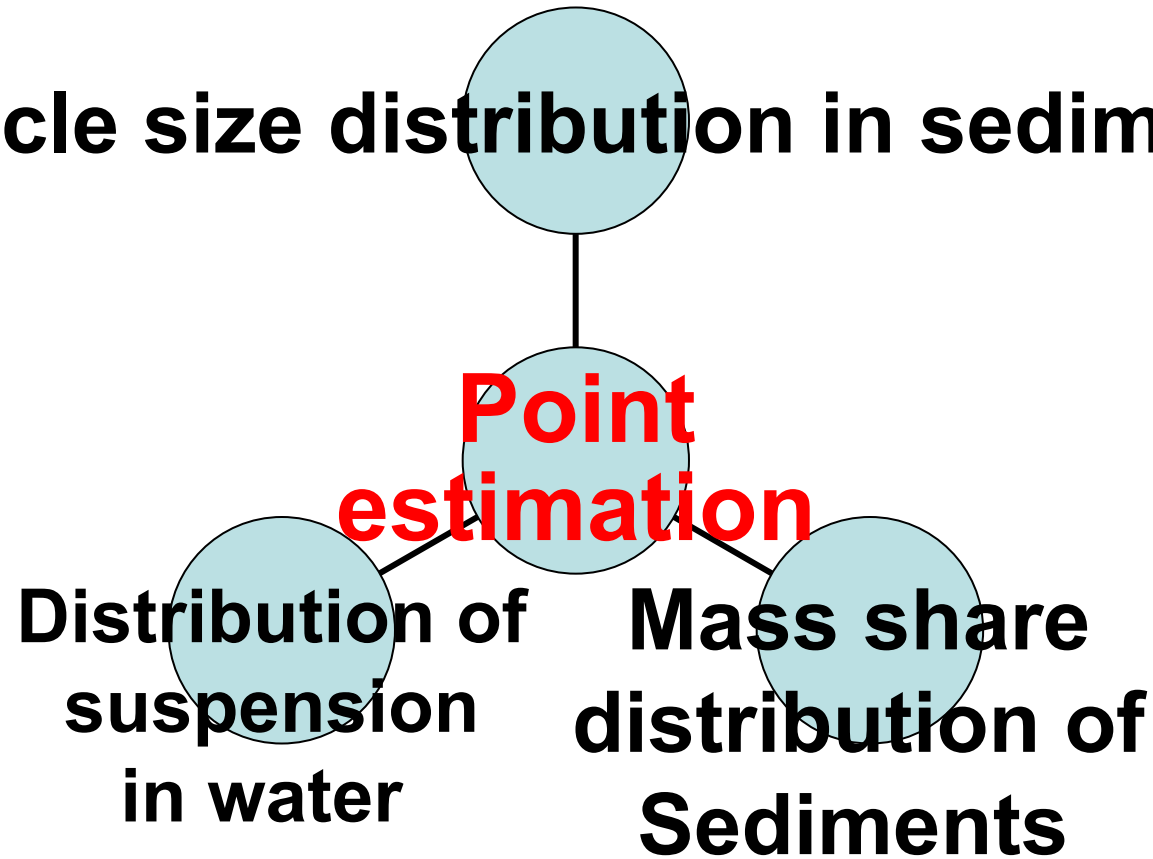 cle size distribution in sedim
Point
estimation
Distribution of
suspension
in water
Mass share
distribution of
Sediments